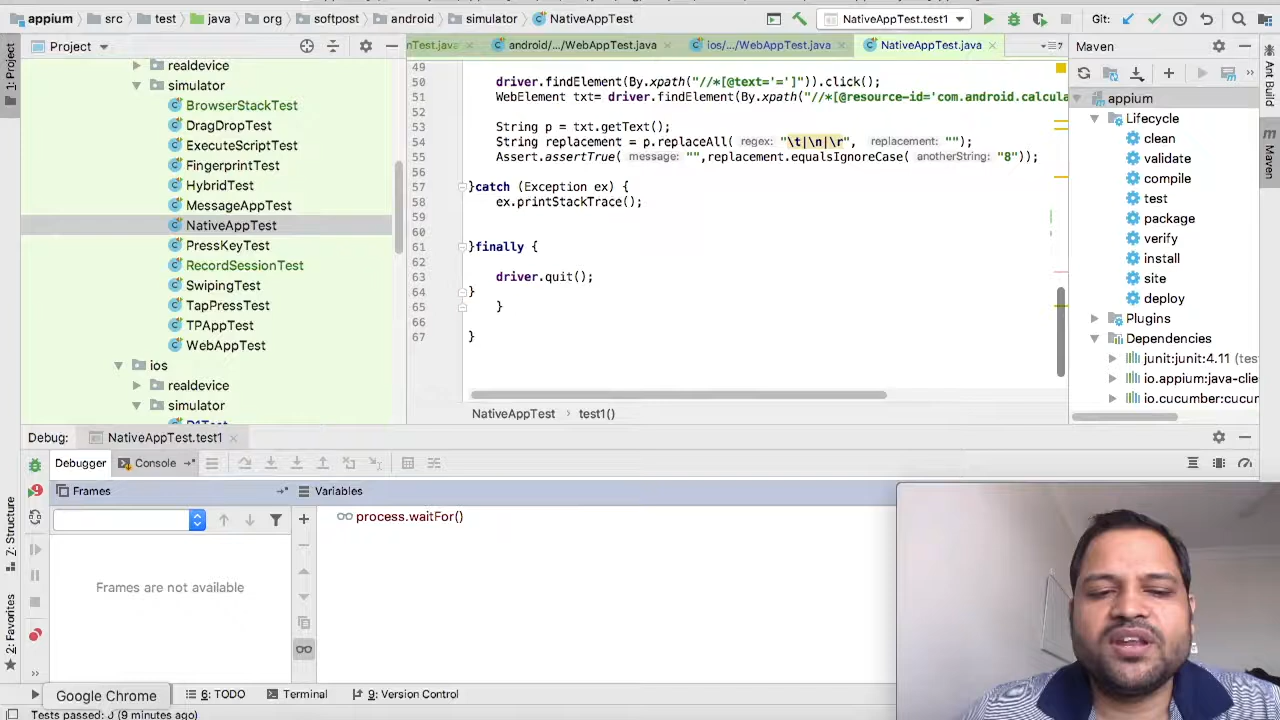 appium src test java org softpost android simulator NativeAppTest NativeAppTest.test1 Git:
Project
nTest.java android/.../WebAppTest.java ios/.../WebAppTest.java NativeAppTest.java
Maven
1: Project
realdevice
simulator
BrowserStackTest
DragDropTest
ExecuteScriptTest
FingerprintTest
HybridTest
MessageAppTest
NativeAppTest
PressKeyTest
RecordSessionTest
SwipingTest
TapPressTest
TPAppTest
WebAppTest
ios
realdevice
simulator
49
50 driver.findElement(By.xpath("//*[@text='=']")).click();
51 WebElement txt= driver.findElement(By.xpath("//*[@resource-id='com.android.calcula
52
53 String p = txt.getText();
54 String replacement = p.replaceAll( regex: "\t|\n|\r", replacement: "");
55 Assert.assertTrue( message: "",replacement.equalsIgnoreCase( anotherString: "8"));
56
57 }catch (Exception ex) {
58 ex.printStackTrace();
59
60
61 }finally {
62
63 driver.quit();
64 }
65 }
66
67 }
NativeAppTest › test1()
appium
Lifecycle
clean
validate
compile
test
package
verify
install
site
deploy
Plugins
Dependencies
junit:junit:4.11 (tes
io.appium:java-clie
io.cucumber:cucur
Ant Build
Maven
Debug: NativeAppTest.test1
Debugger Console
Frames Variables
process.waitFor()
Frames are not available
Z: Structure
2: Favorites
Google Chrome 6: TODO Terminal 9: Version Control
(9 minutes ago)